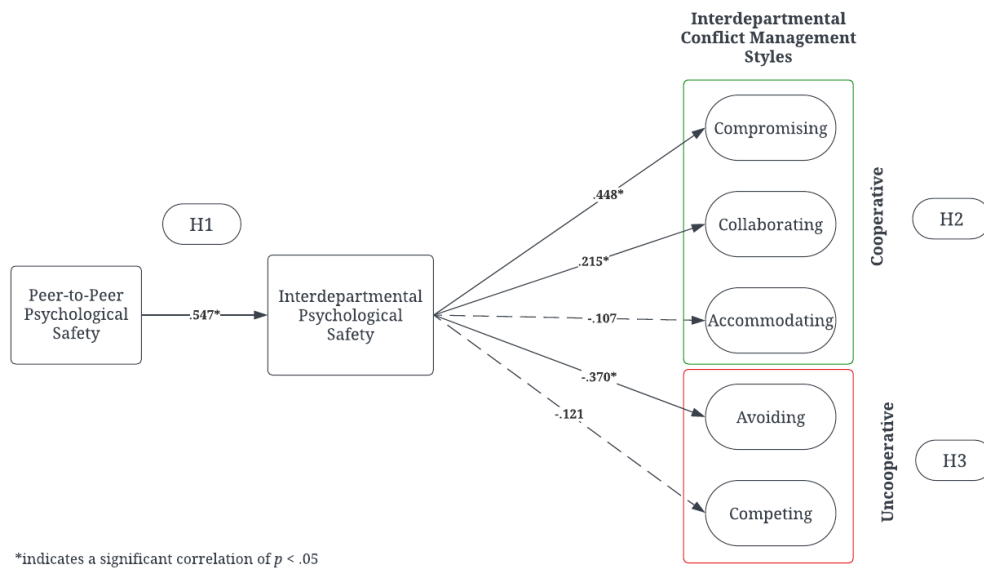 Interdepartmental
Conflict Management
Styles
Compromising
.448*
Cooperative
H1
Collaborating
H2
.215*
Peer-to-Peer
Psychological
Safety
.547*
Interdepartmental
Psychological
Safety
-.107
Accommodating
-.370*
Avoiding
-.121
Uncooperative
H3
Competing
*indicates a significant correlation of p < .05